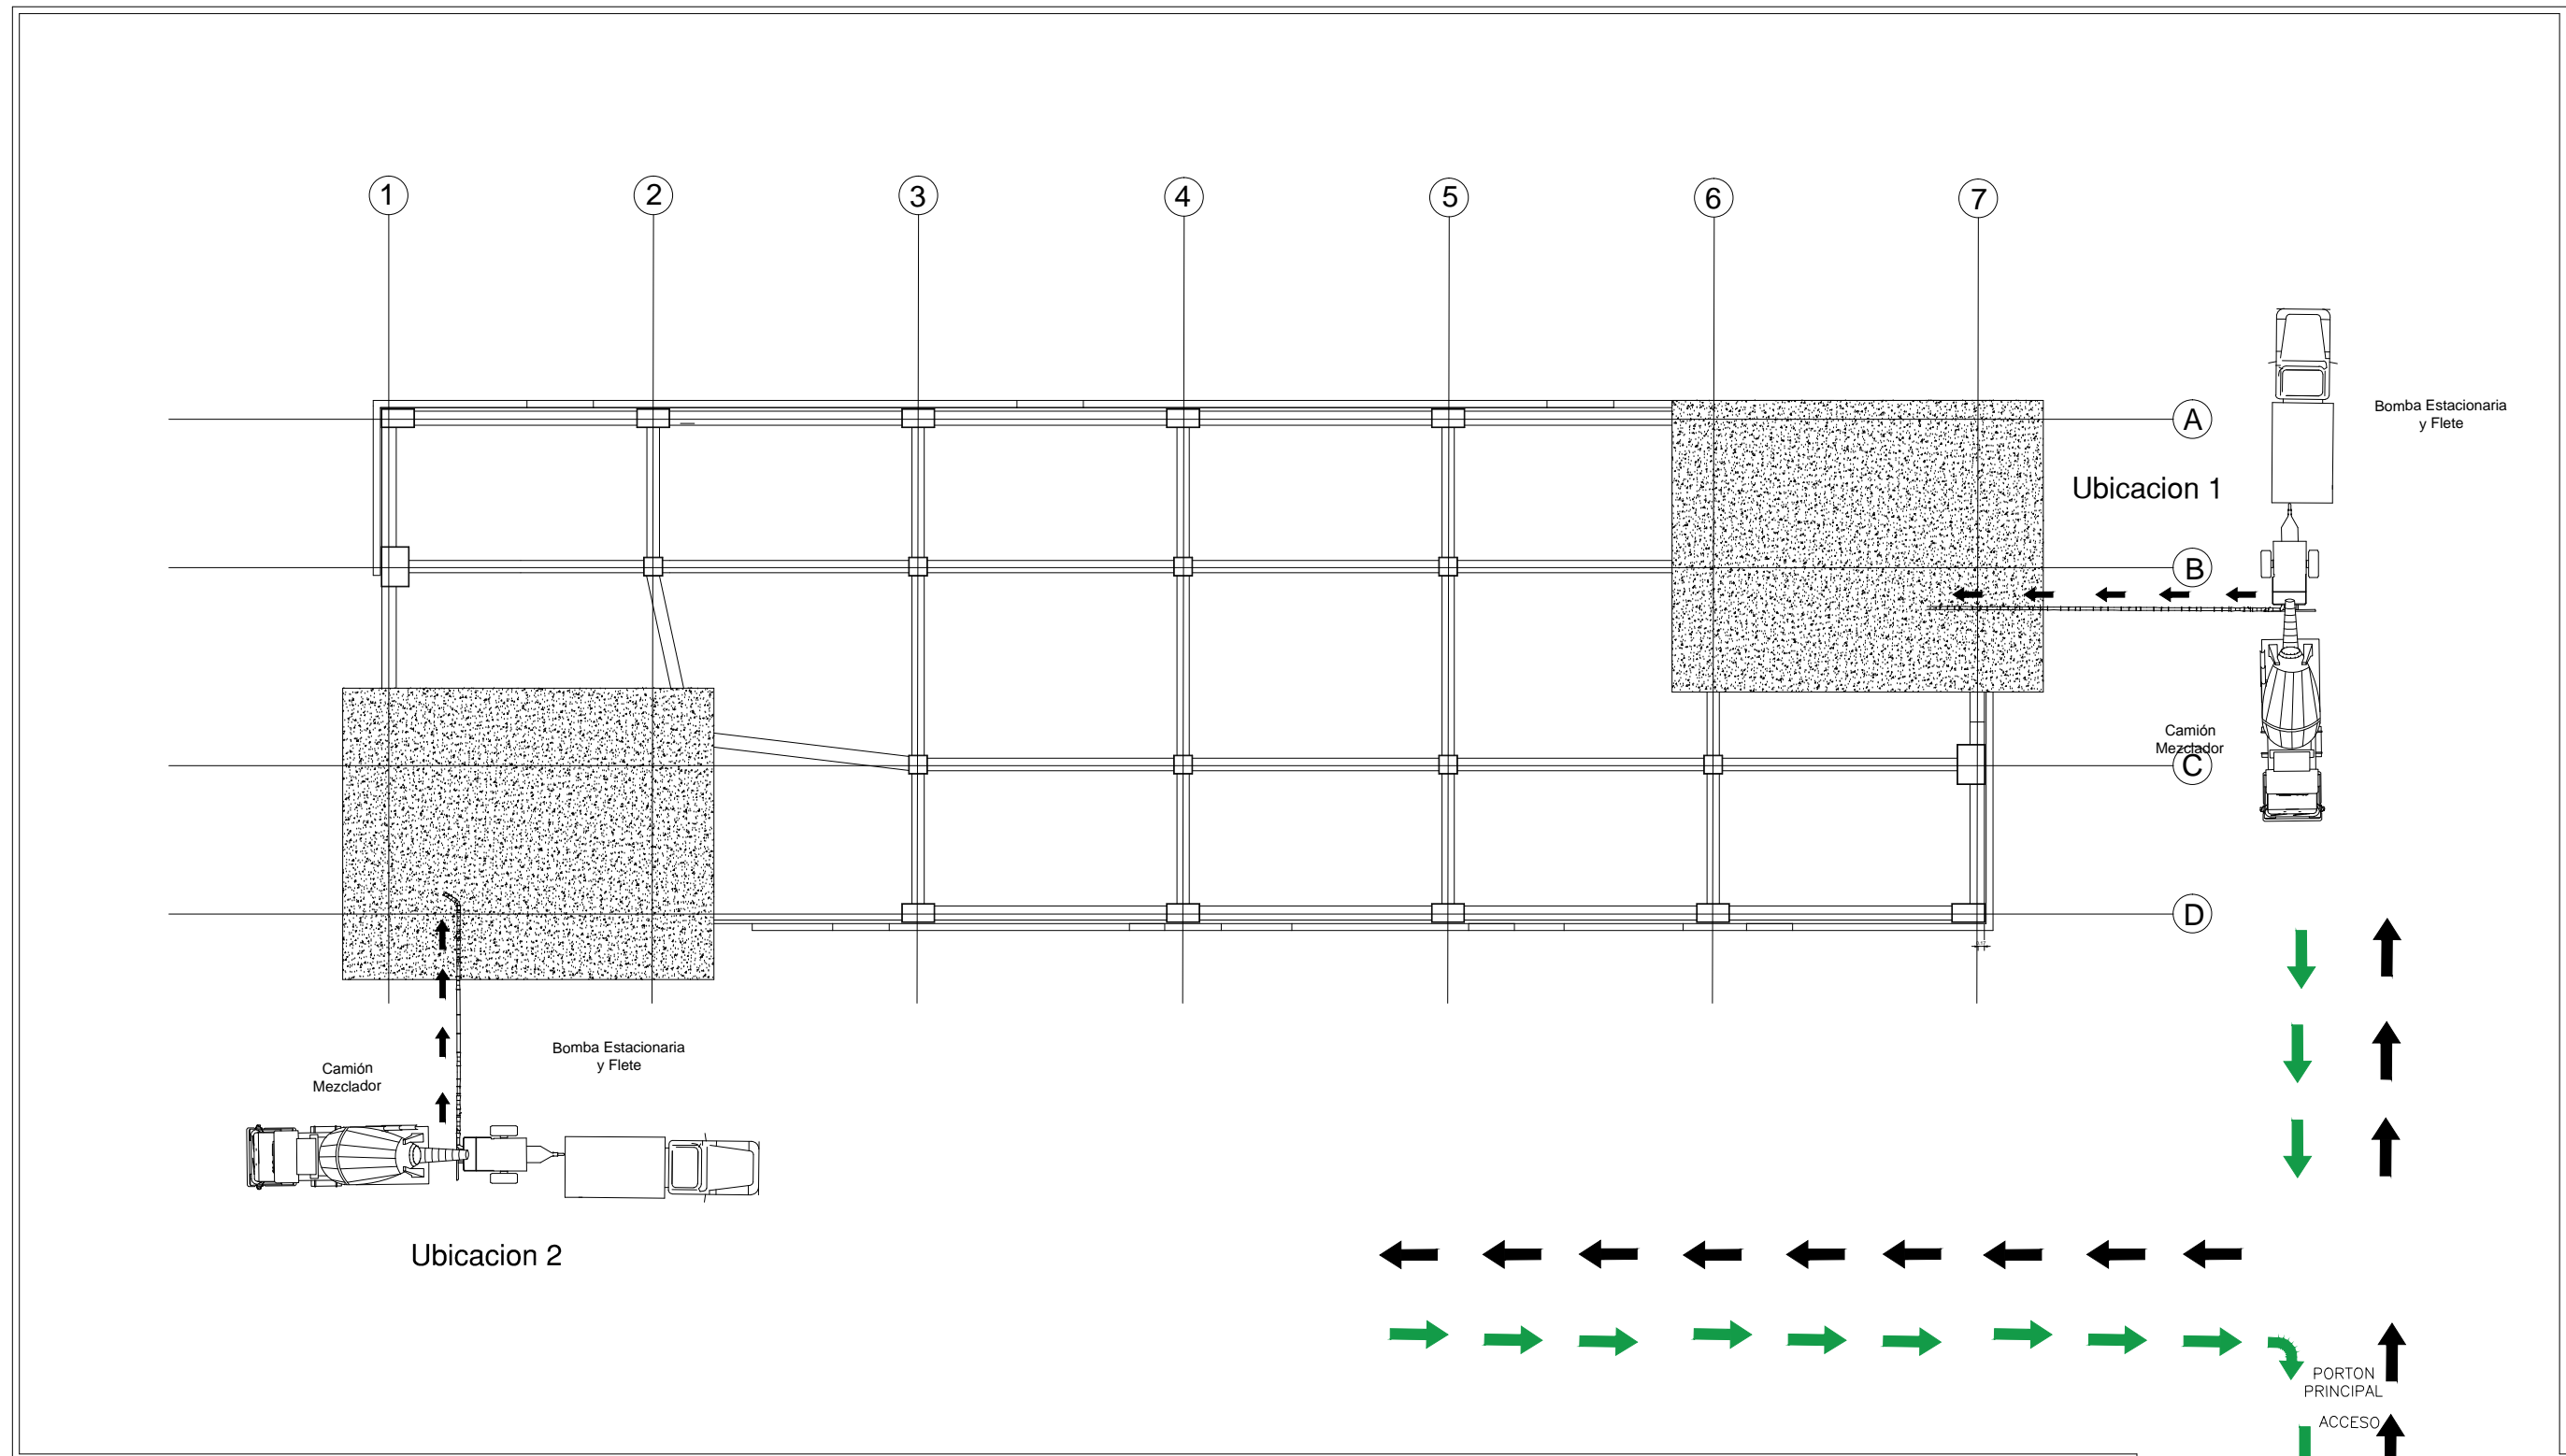 1
2
3
4
5
6
7
A
Bomba Estacionaria
y Flete
Ubicacion 1
B
Camión
Mezclador
C
D
Bomba Estacionaria
y Flete
Camión
Mezclador
Ubicacion 2
PORTON
PRINCIPAL
ACCESO